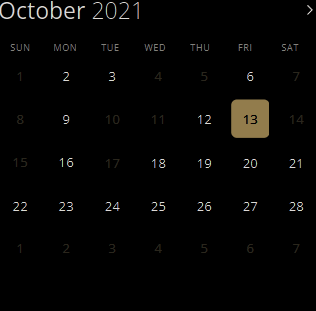 October 2021 >
SUN MON TUE WED THU FRI SAT
1 2 3 4 5 6 7
8 9 10 11 12 13 14
15 16 17 18 19 20 21
22 23 24 25 26 27 28
1 2 3 4 5 6 7